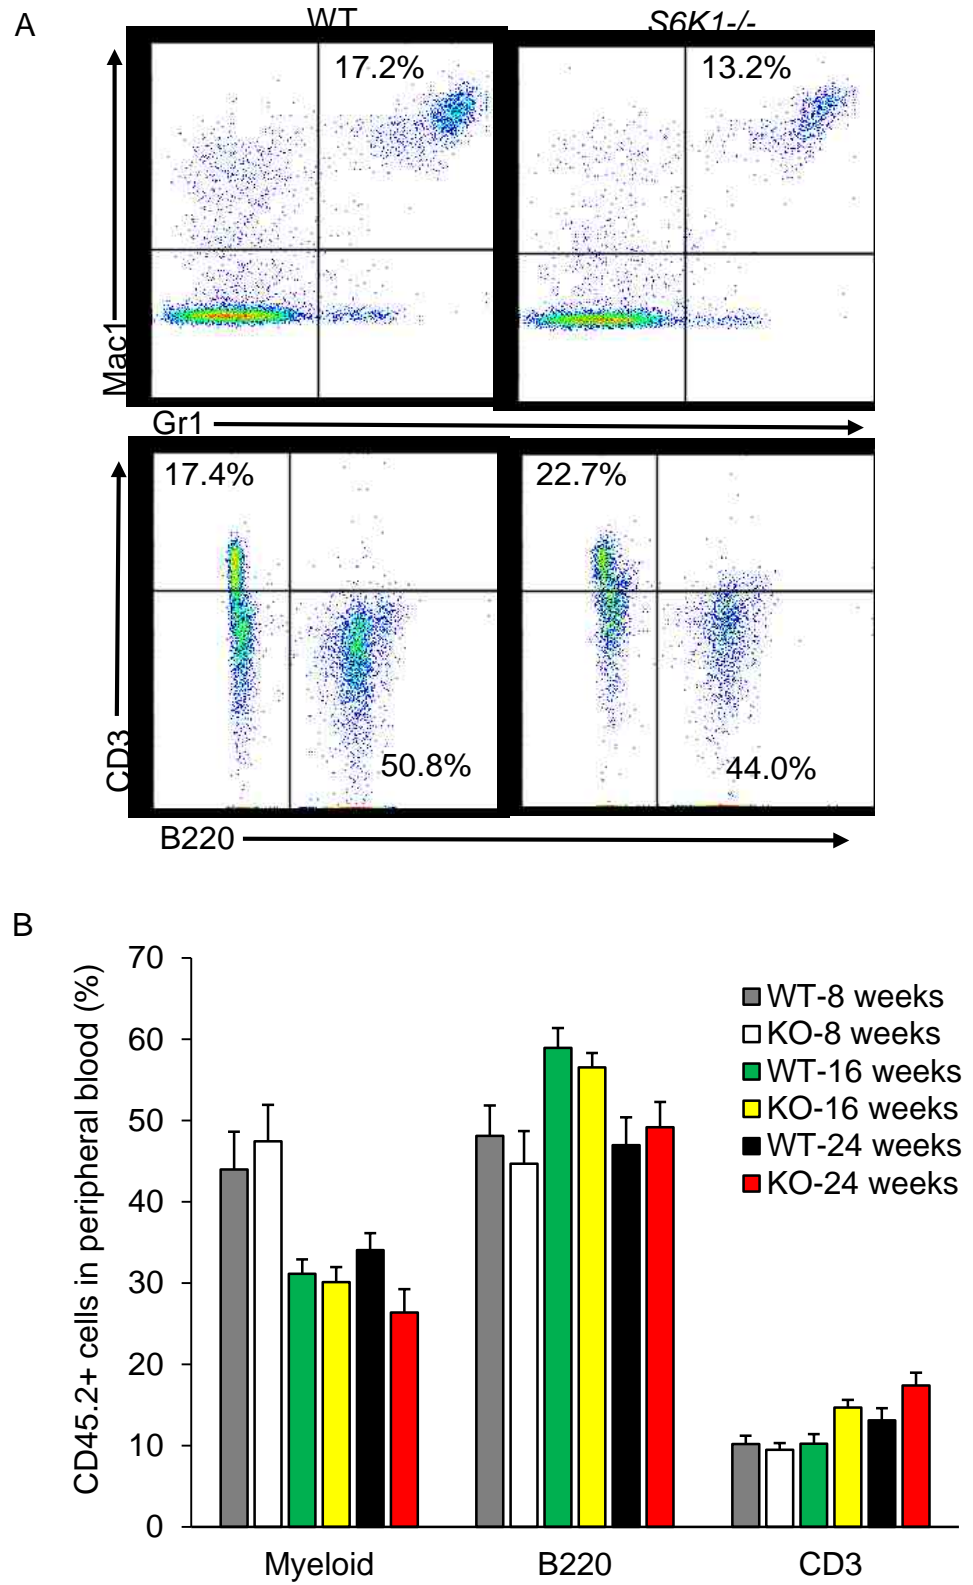 A
WT
S6K1-/-
17.2%
13.2%
Mac1
Gr1
17.4%
22.7%
CD3
50.8%
44.0%
B220
B
CD45.2+ cells in peripheral blood (%)
70
60
50
40
30
20
10
0
WT-8 weeks
KO-8 weeks
WT-16 weeks
KO-16 weeks
WT-24 weeks
KO-24 weeks
Myeloid
B220
CD3